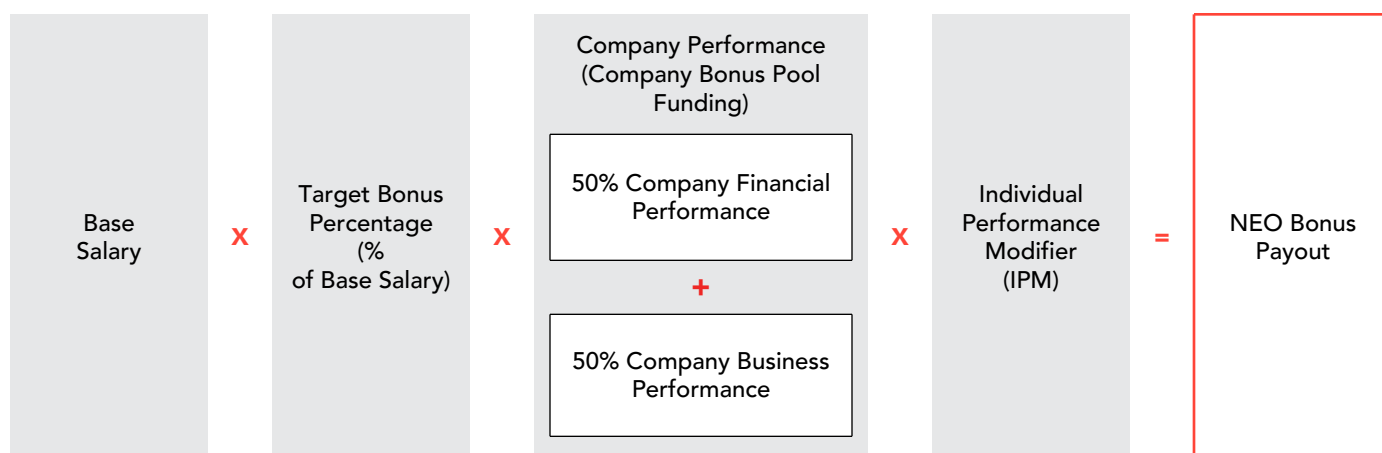 Base
Salary
X
Target Bonus
Percentage
(%
of Base Salary)
X
Company Performance
(Company Bonus Pool
Funding)
50% Company Financial
Performance
+
50% Company Business
Performance
X
Individual
Performance
Modifier
(IPM)
=
NEO Bonus
Payout